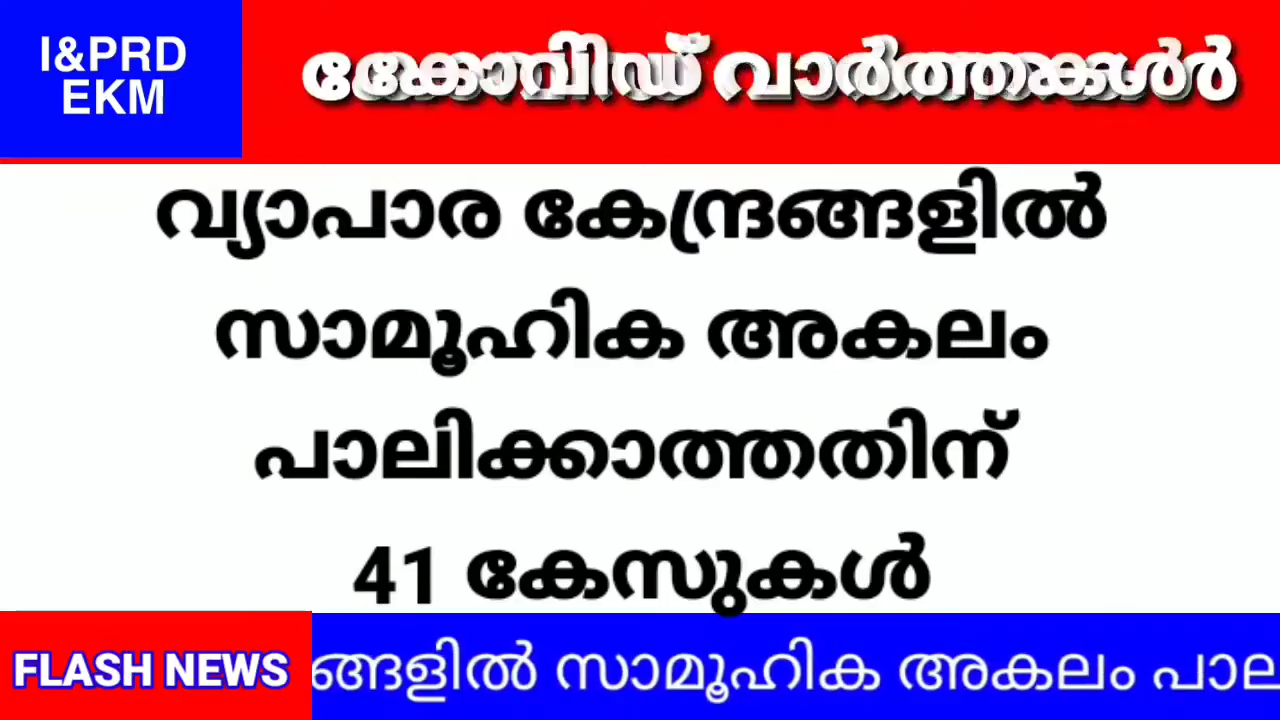 I&PRD
EKM
കോവിഡ് വാർത്തകൾ
വ്യാപാര കേന്ദ്രങ്ങളിൽ
സാമൂഹിക അകലം
പാലിക്കാത്തതിന്
41 കേസുകൾ
FLASH NEWS
ങ്ങളിൽ സാമൂഹിക അകലം പാല